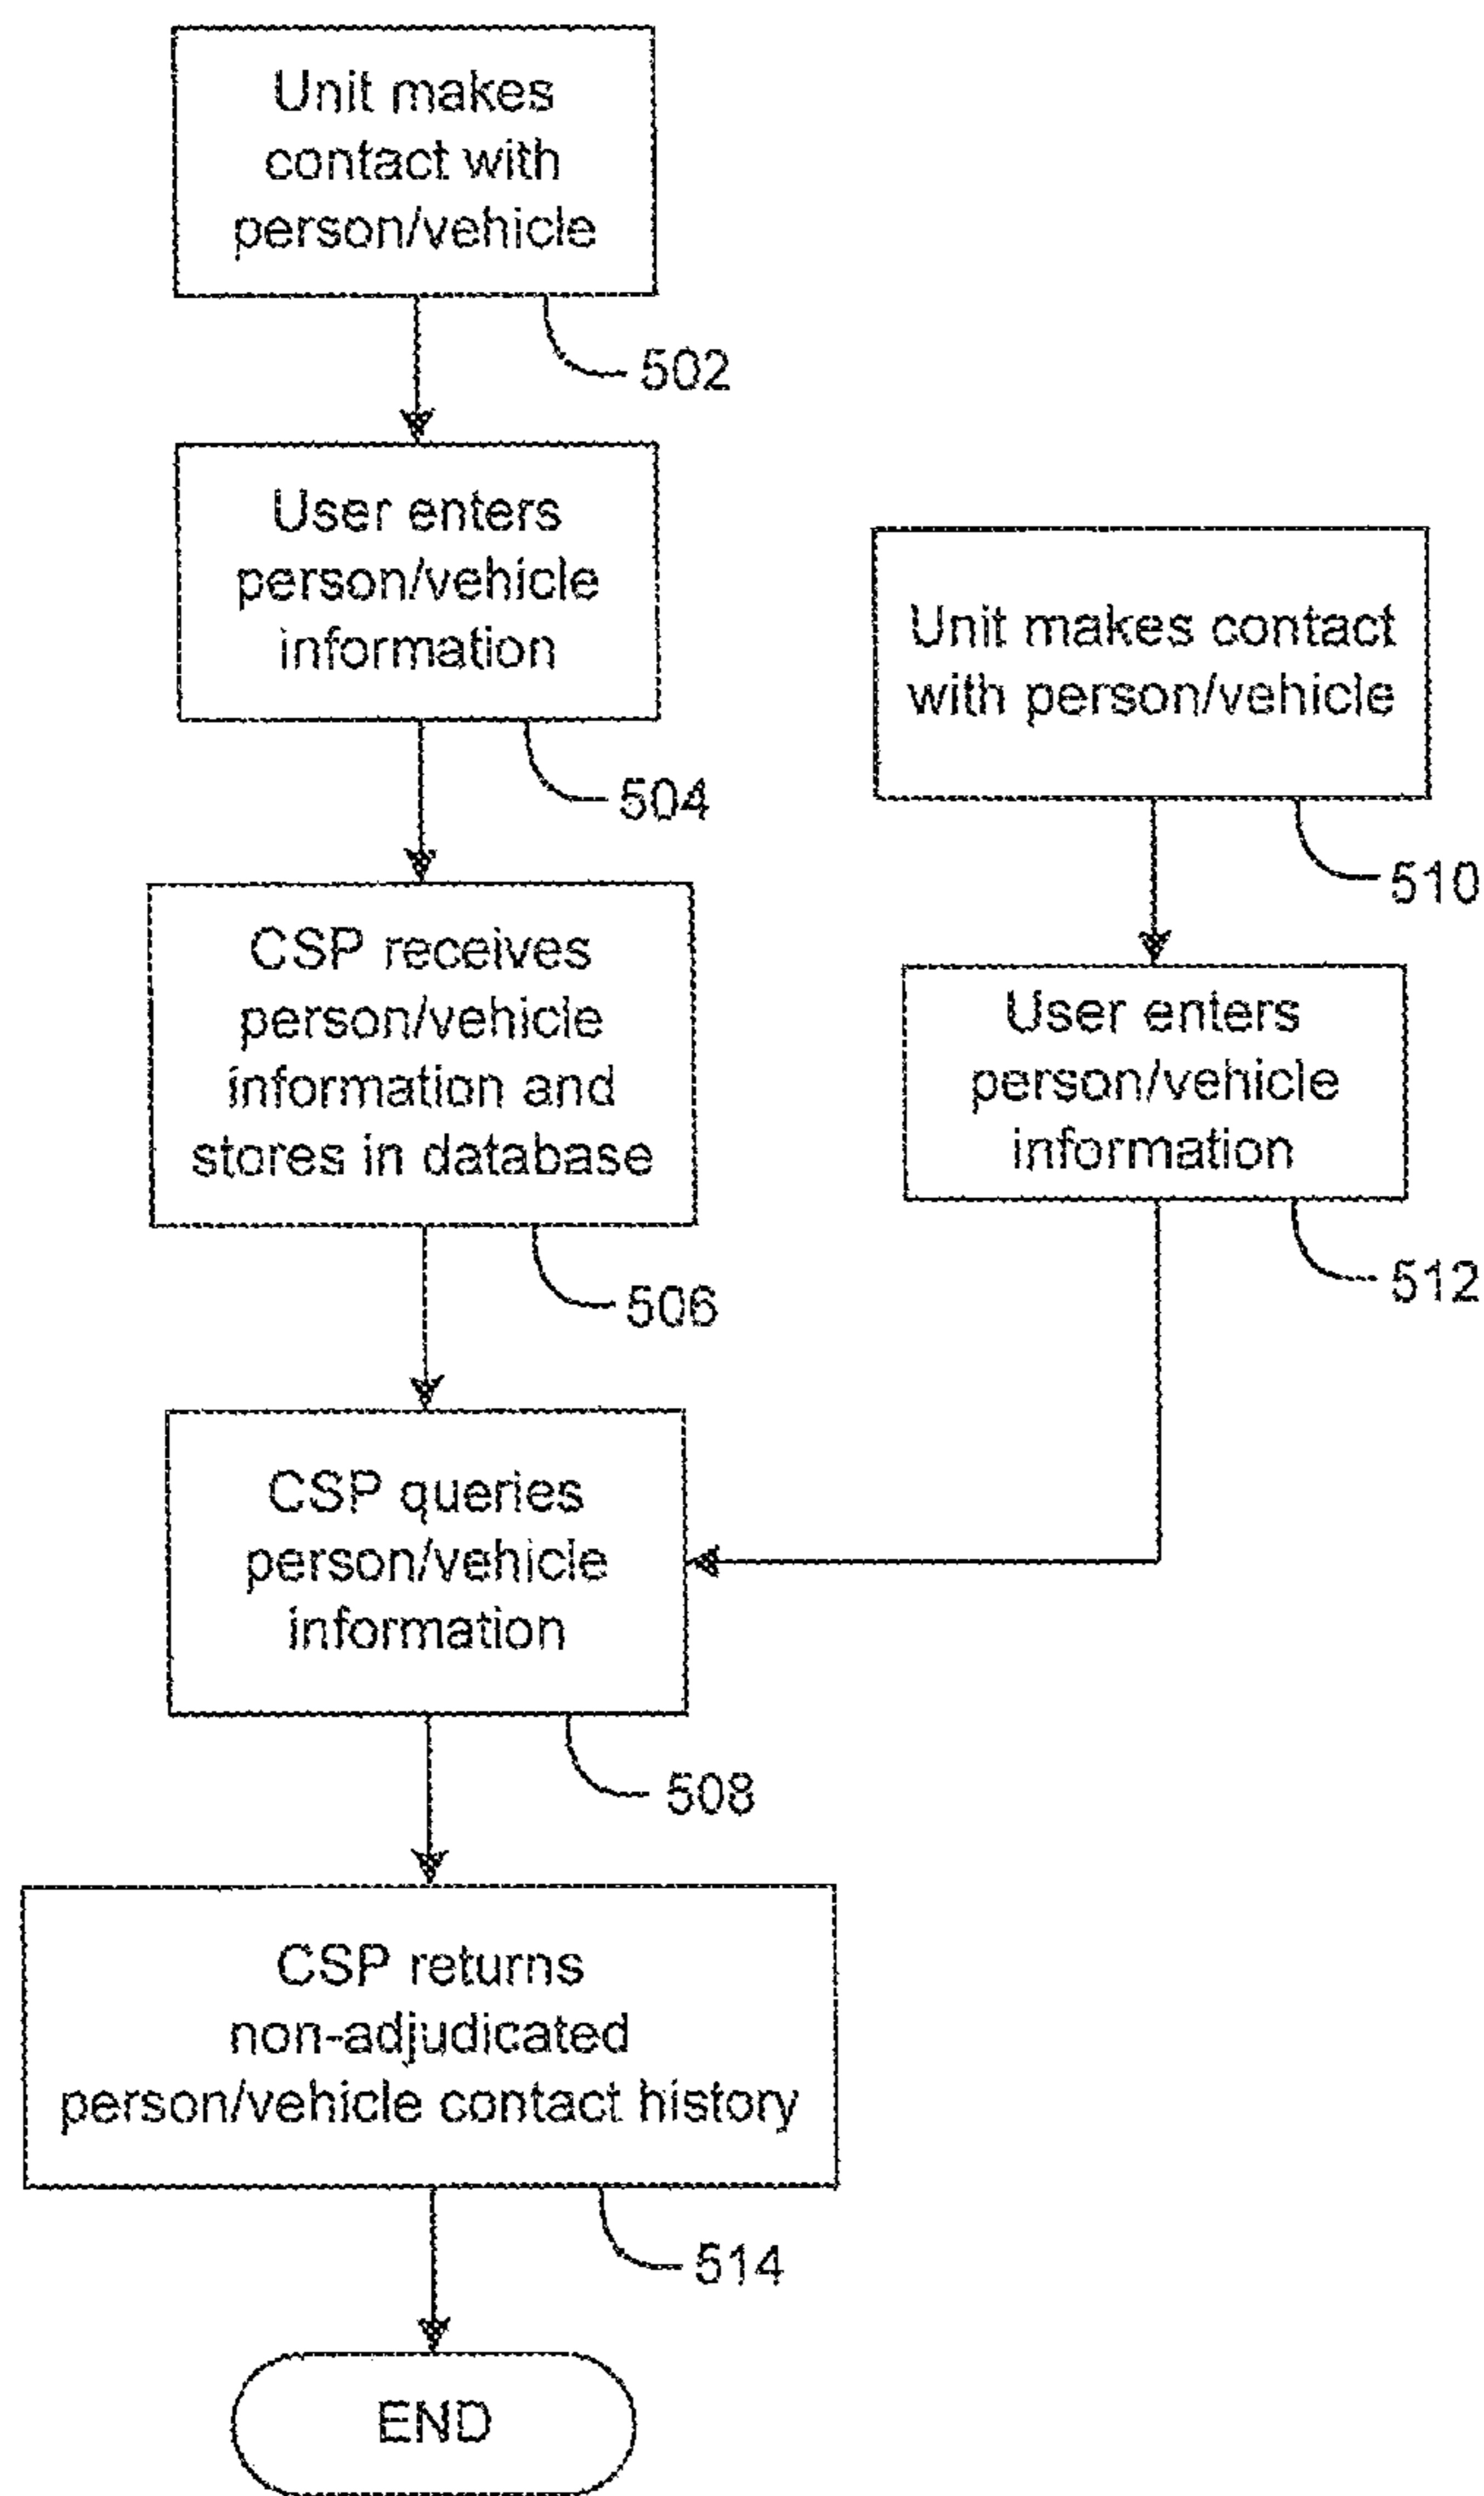 Unit makes
contact with
person/vehicle
502
User enters
person/vehicle
information
504
Unit makes contact
with person/vehicle
510
CSP receives
person/vehicle
information and
stores in database
506
User enters
person/vehicle
information
512
CSP queries
person/vehicle
information
508
CSP returns
non-adjudicated
person/vehicle contact history
514
END